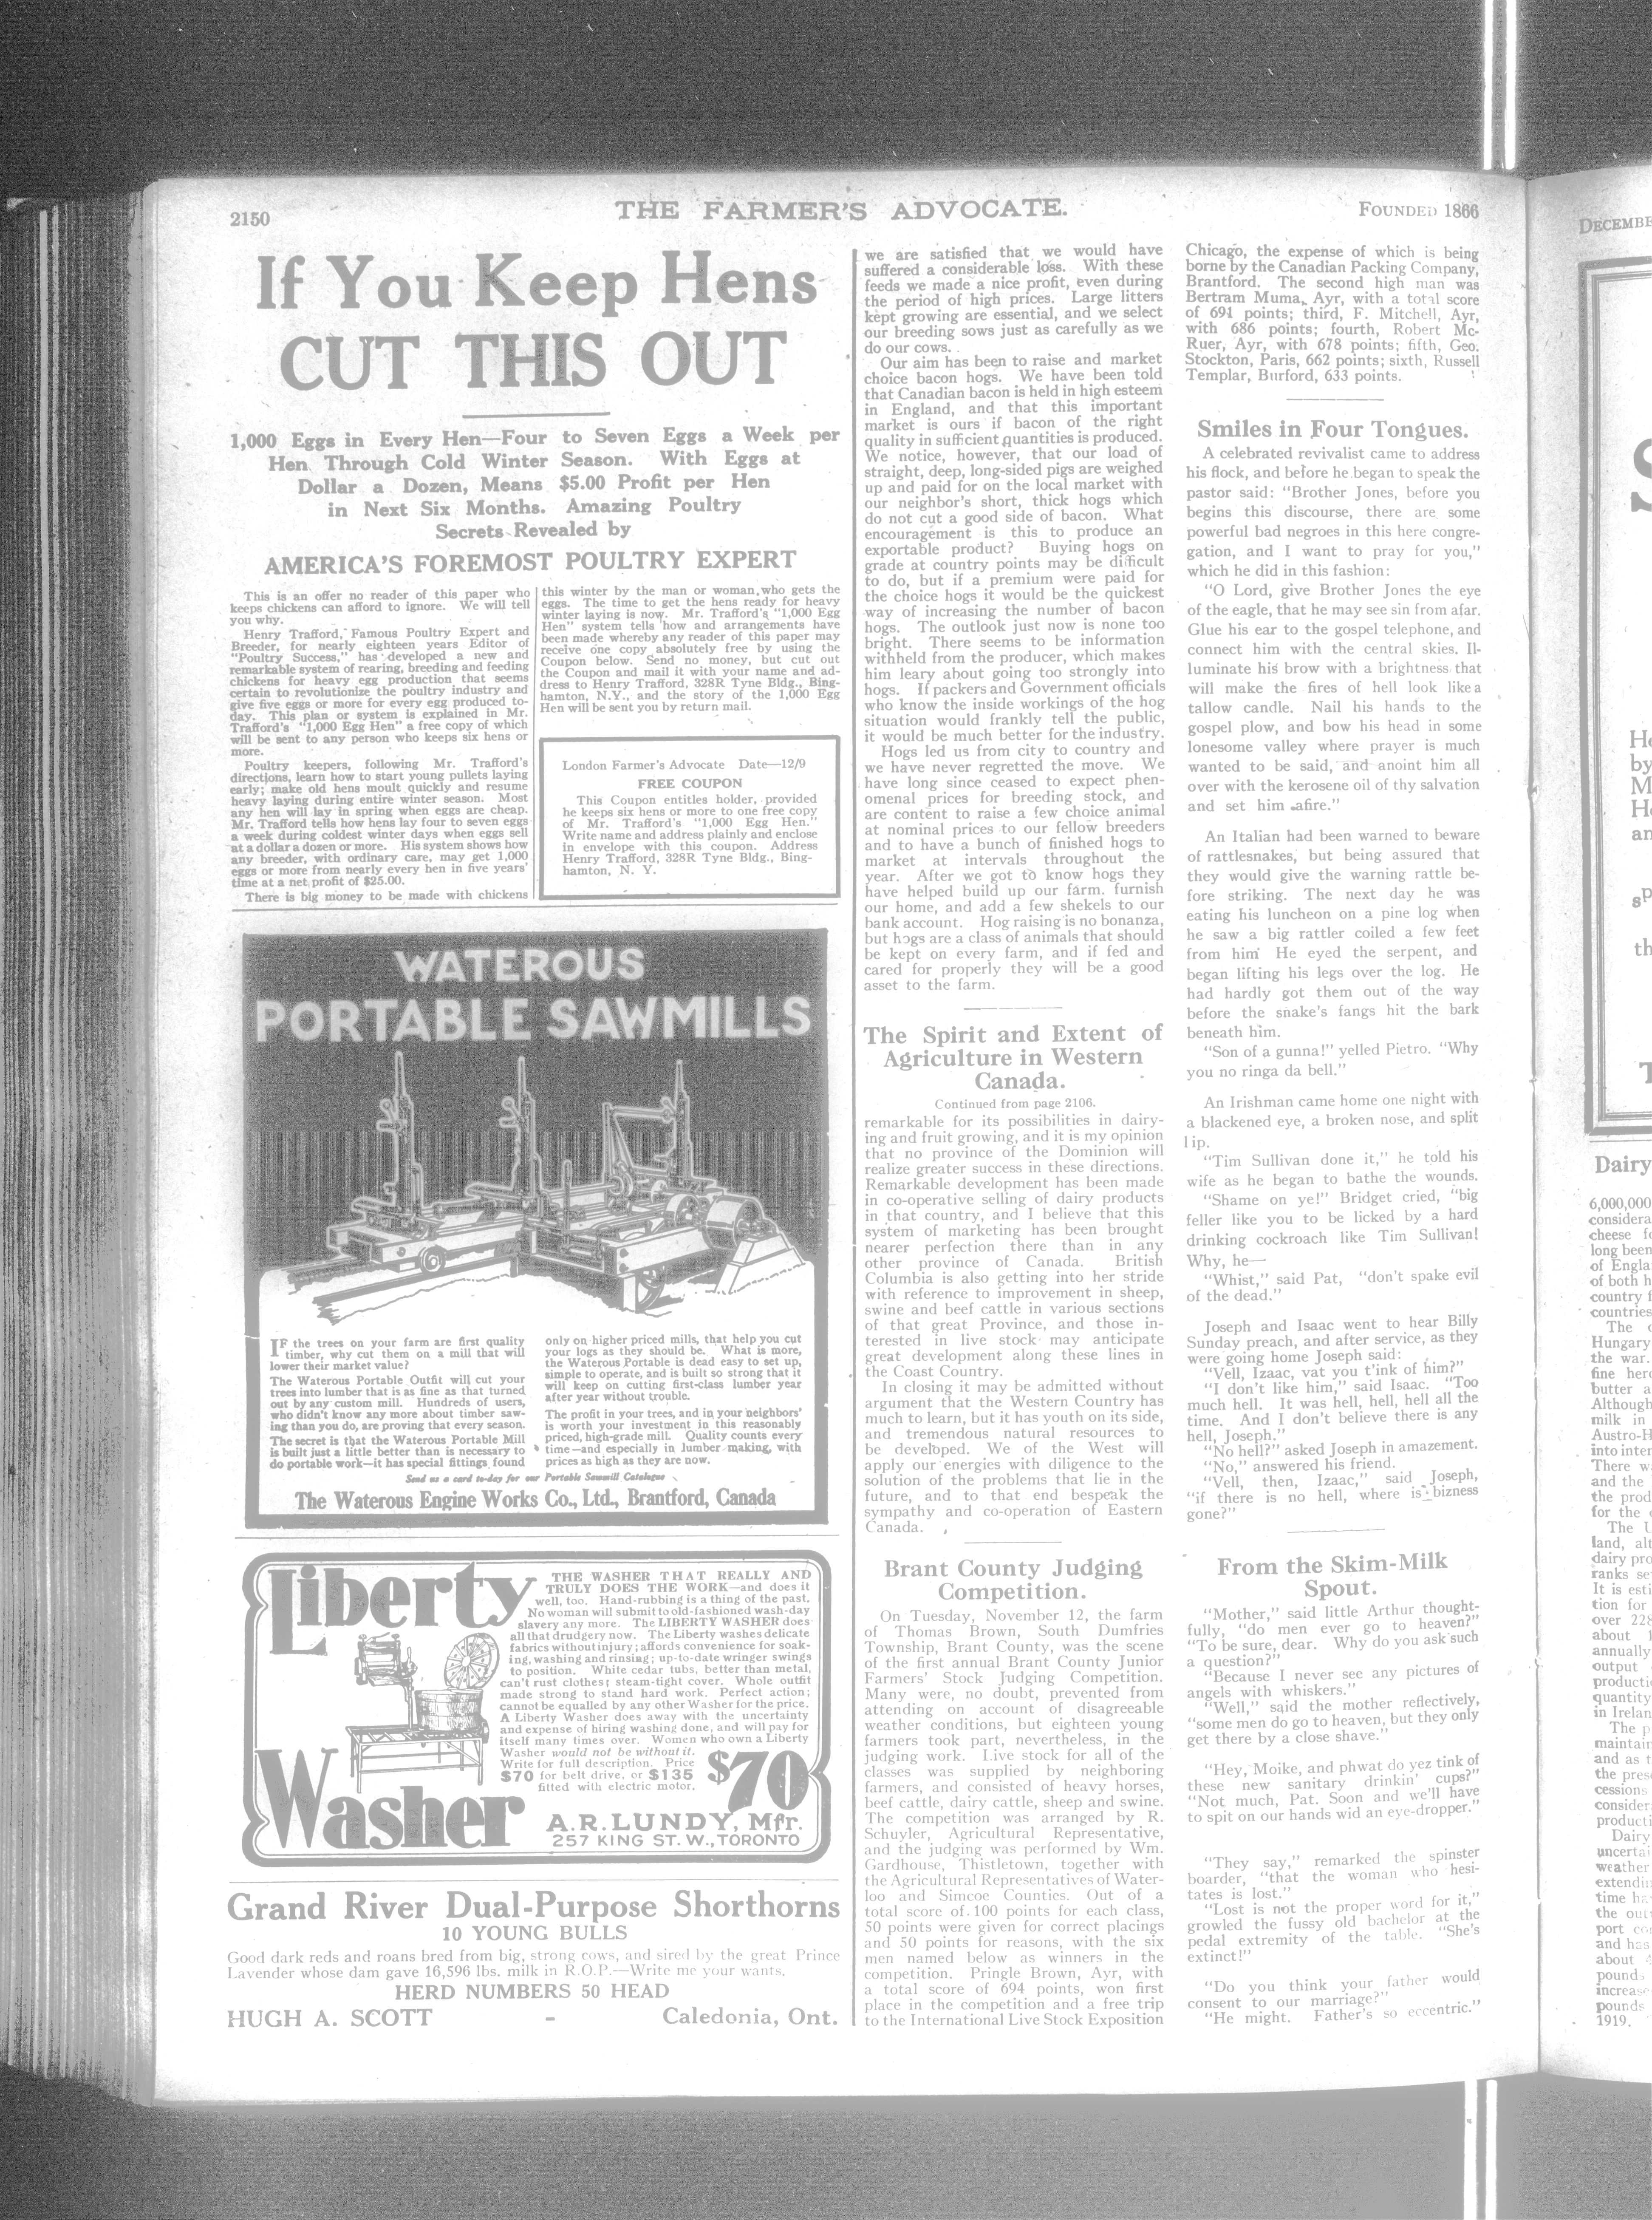 2150
THE FARMER'S ADVOCATE.
FOUNDED 1866
If You Keep Hens
CUT THIS OUT
1,000 Eggs in Every Hen—Four to Seven Eggs a Week per
Hen Through Cold Winter Season. With Eggs at
Dollar a Dozen, Means $5.00 Profit per Hen
in Next Six Months. Amazing Poultry
Secrets Revealed by
AMERICA'S FOREMOST POULTRY EXPERT
This is an offer no reader of this paper who
keeps chickens can afford to ignore. We will tell
you why.
Henry Trafford, Famous Poultry Expert and
Breeder, for nearly eighteen years Editor of
"Poultry Success," has developed a new and
remarkable system of rearing, breeding and feeding
chickens for heavy egg production that seems
certain to revolutionize the poultry industry and
give five eggs or more for every egg produced to-
day. This plan or system is explained in Mr.
Trafford's "1,000 Egg Hen" a free copy of which
will be sent to any person who keeps six hens or
more.
Poultry keepers, following Mr. Trafford's
directions, learn how to start young pullets laying
early; make old hens moult quickly and resume
heavy laying during entire winter season. Most
any hen will lay in spring when eggs are cheap.
Mr. Trafford tells how hens lay four to seven eggs
a week during coldest winter days when eggs sell
at a dollar a dozen or more. His system shows how
any breeder, with ordinary care, may get 1,000
eggs or more from nearly every hen in five years'
time at a net profit of $25.00.
There is big money to be made with chickens
this winter by the man or woman who gets the
eggs. The time to get the hens ready for heavy
winter laying is now. Mr. Trafford's "1,000 Egg
Hen" system tells how and arrangements have
been made whereby any reader of this paper may
receive one copy absolutely free by using the
Coupon below. Send no money, but cut out
the Coupon and mail it with your name and ad-
dress to Henry Trafford, 328R Tyne Bldg., Bing-
hamton, N.Y., and the story of the 1,000 Egg
Hen will be sent you by return mail.
London Farmer's Advocate Date—12/9
FREE COUPON
This Coupon entitles holder, provided
he keeps six hens or more to one free copy
of Mr. Trafford's "1,000 Egg Hen."
Write name and address plainly and enclose
in envelope with this coupon. Address
Henry Trafford, 328R Tyne Bldg., Bing-
hamton, N. Y.
WATEROUS
PORTABLE SAWMILLS
IF the trees on your farm are first quality
timber, why cut them on a mill that will
lower their market value?
The Waterous Portable Outfit will cut your
trees into lumber that is as fine as that turned
out by any custom mill. Hundreds of users,
who didn't know any more about timber saw-
ing than you do, are proving that every season.
The secret is that the Waterous Portable Mill
is built just a little better than is necessary to
do portable work—it has special fittings found
only on higher priced mills, that help you cut
your logs as they should be. What is more,
the Waterous Portable is dead easy to set up,
simple to operate, and is built so strong that it
will keep on cutting first-class lumber year
after year without trouble.
The profit in your trees, and in your neighbors'
is worth your investment in this reasonably
priced, high-grade mill. Quality counts every
time—and especially in lumber making, with
prices as high as they are now.
Send us a card to-day for our Portable Sawmill Catalogue
The Waterous Engine Works Co., Ltd., Brantford, Canada
Liberty
Washer
THE WASHER THAT REALLY AND
TRULY DOES THE WORK—and does it
well, too. Hand-rubbing is a thing of the past.
No woman will submit to old-fashioned wash-day
slavery any more. The LIBERTY WASHER does
all that drudgery now. The Liberty washes delicate
fabrics without injury; affords convenience for soak-
ing, washing and rinsing; up-to-date wringer swings
to position. White cedar tubs, better than metal,
can't rust clothes; steam-tight cover. Whole outfit
made strong to stand hard work. Perfect action;
cannot be equalled by any other Washer for the price.
A Liberty Washer does away with the uncertainty
and expense of hiring washing done, and will pay for
itself many times over. Women who own a Liberty
Washer would not be without it.
Write for full description. Price
$70 for belt drive, or $135
fitted with electric motor.
$70
A.R.LUNDY, Mfr.
257 KING ST. W., TORONTO
Grand River Dual-Purpose Shorthorns
10 YOUNG BULLS
Good dark reds and roans bred from big, strong cows, and sired by the great Prince
Lavender whose dam gave 16,596 lbs. milk in R.O.P.—Write me your wants.
HERD NUMBERS 50 HEAD
HUGH A. SCOTT - Caledonia, Ont.
we are satisfied that we would have
suffered a considerable loss. With these
feeds we made a nice profit, even during
the period of high prices. Large litters
kept growing are essential, and we select
our breeding sows just as carefully as we
do our cows.
Our aim has been to raise and market
choice bacon hogs. We have been told
that Canadian bacon is held in high esteem
in England, and that this important
market is ours if bacon of the right
quality in sufficient quantities is produced.
We notice, however, that our load of
straight, deep, long-sided pigs are weighed
up and paid for on the local market with
our neighbor's short, thick hogs which
do not cut a good side of bacon. What
encouragement is this to produce an
exportable product? Buying hogs on
grade at country points may be difficult
to do, but if a premium were paid for
the choice hogs it would be the quickest
way of increasing the number of bacon
hogs. The outlook just now is none too
bright. There seems to be information
withheld from the producer, which makes
him leary about going too strongly into
hogs. If packers and Government officials
who know the inside workings of the hog
situation would frankly tell the public,
it would be much better for the industry.
Hogs led us from city to country and
we have never regretted the move. We
have long since ceased to expect phen-
omenal prices for breeding stock, and
are content to raise a few choice animal
at nominal prices to our fellow breeders
and to have a bunch of finished hogs to
market at intervals throughout the
year. After we got to know hogs they
have helped build up our farm. furnish
our home, and add a few shekels to our
bank account. Hog raising is no bonanza,
but hogs are a class of animals that should
be kept on every farm, and if fed and
cared for properly they will be a good
asset to the farm.
The Spirit and Extent of
Agriculture in Western
Canada.
Continued from page 2106.
remarkable for its possibilities in dairy-
ing and fruit growing, and it is my opinion
that no province of the Dominion will
realize greater success in these directions.
Remarkable development has been made
in co-operative selling of dairy products
in that country, and I believe that this
system of marketing has been brought
nearer perfection there than in any
other province of Canada. British
Columbia is also getting into her stride
with reference to improvement in sheep,
swine and beef cattle in various sections
of that great Province, and those in-
terested in live stock may anticipate
great development along these lines in
the Coast Country.
In closing it may be admitted without
argument that the Western Country has
much to learn, but it has youth on its side,
and tremendous natural resources to
be developed. We of the West will
apply our energies with diligence to the
solution of the problems that lie in the
future, and to that end bespeak the
sympathy and co-operation of Eastern
Canada.
Brant County Judging
Competition.
On Tuesday, November 12, the farm
of Thomas Brown, South Dumfries
Township, Brant County, was the scene
of the first annual Brant County Junior
Farmers' Stock Judging Competition.
Many were, no doubt, prevented from
attending on account of disagreeable
weather conditions, but eighteen young
farmers took part, nevertheless, in the
judging work. Live stock for all of the
classes was supplied by neighboring
farmers, and consisted of heavy horses,
beef cattle, dairy cattle, sheep and swine.
The competition was arranged by R.
Schuyler, Agricultural Representative,
and the judging was performed by Wm.
Gardhouse, Thistletown, together with
the Agricultural Representatives of Water-
loo and Simcoe Counties. Out of a
total score of 100 points for each class,
50 points were given for correct placings
and 50 points for reasons, with the six
men named below as winners in the
competition. Pringle Brown, Ayr, with
a total score of 694 points, won first
place in the competition and a free trip
to the International Live Stock Exposition
Chicago, the expense of which is being
borne by the Canadian Packing Company,
Brantford. The second high man was
Bertram Muma, Ayr, with a total score
of 691 points; third, F. Mitchell, Ayr,
with 686 points; fourth, Robert Mc-
Ruer, Ayr, with 678 points; fifth, Geo.
Stockton, Paris, 662 points; sixth, Russell
Templar, Burford, 633 points.
Smiles in Four Tongues.
A celebrated revivalist came to address
his flock, and before he began to speak the
pastor said: "Brother Jones, before you
begins this discourse, there are some
powerful bad negroes in this here congre-
gation, and I want to pray for you,"
which he did in this fashion:
"O Lord, give Brother Jones the eye
of the eagle, that he may see sin from afar.
Glue his ear to the gospel telephone, and
connect him with the central skies. Il-
luminate his brow with a brightness that
will make the fires of hell look like a
tallow candle. Nail his hands to the
gospel plow, and bow his head in some
lonesome valley where prayer is much
wanted to be said, and anoint him all
over with the kerosene oil of thy salvation
and set him afire."
An Italian had been warned to beware
of rattlesnakes, but being assured that
they would give the warning rattle be-
fore striking. The next day he was
eating his luncheon on a pine log when
he saw a big rattler coiled a few feet
from him He eyed the serpent, and
began lifting his legs over the log. He
had hardly got them out of the way
before the snake's fangs hit the bark
beneath him.
"Son of a gunna!" yelled Pietro. "Why
you no ringa da bell."
An Irishman came home one night with
a blackened eye, a broken nose, and split
lip.
"Tim Sullivan done it," he told his
wife as he began to bathe the wounds.
"Shame on ye!" Bridget cried, "big
feller like you to be licked by a hard
drinking cockroach like Tim Sullivan!
Why, he—
"Whist," said Pat, "don't spake evil
of the dead."
Joseph and Isaac went to hear Billy
Sunday preach, and after service, as they
were going home Joseph said:
"Vell, Izaac, vat you t'ink of him?"
"I don't like him," said Isaac. "Too
much hell. It was hell, hell, hell all the
time. And I don't believe there is any
hell, Joseph."
"No hell?" asked Joseph in amazement.
"No," answered his friend.
"Vell, then, Izaac," said Joseph,
"if there is no hell, where is bizness
gone?"
From the Skim-Milk
Spout.
"Mother," said little Arthur thought-
fully, "do men ever go to heaven?"
"To be sure, dear. Why do you ask such
a question?"
"Because I never see any pictures of
angels with whiskers."
"Well," said the mother reflectively,
"some men do go to heaven, but they only
get there by a close shave."
"Hey, Moike, and phwat do yez tink of
these new sanitary drinkin' cups?"
"Not much, Pat. Soon and we'll have
to spit on our hands wid an eye-dropper."
"They say," remarked the spinster
boarder, "that the woman who hesi-
tates is lost."
"Lost is not the proper word for it,"
growled the fussy old bachelor at the
pedal extremity of the table. "She's
extinct!"
"Do you think your father would
consent to our marriage?"
"He might. Father's so eccentric."
DECEMBE
Dairy
6,000,000
considera
cheese fo
long been
of Engla
of both h
country f
countries
The c
Hungary
the war.
fine herd
butter a
Although
milk in
Austro-H
into inter
There w
and the
the prod
for the
The U
land, alt
dairy pro
ranks se
It is esti
tion for
over 228
about 1
annually
output
producti
quantity
in Irelan
The p
maintain
and as t
the pres
cessions
consider
producti
Dairy
uncertai
weather
extendin
time ha
the out
port co
and has
about
pounds
increase
pounds
1919.